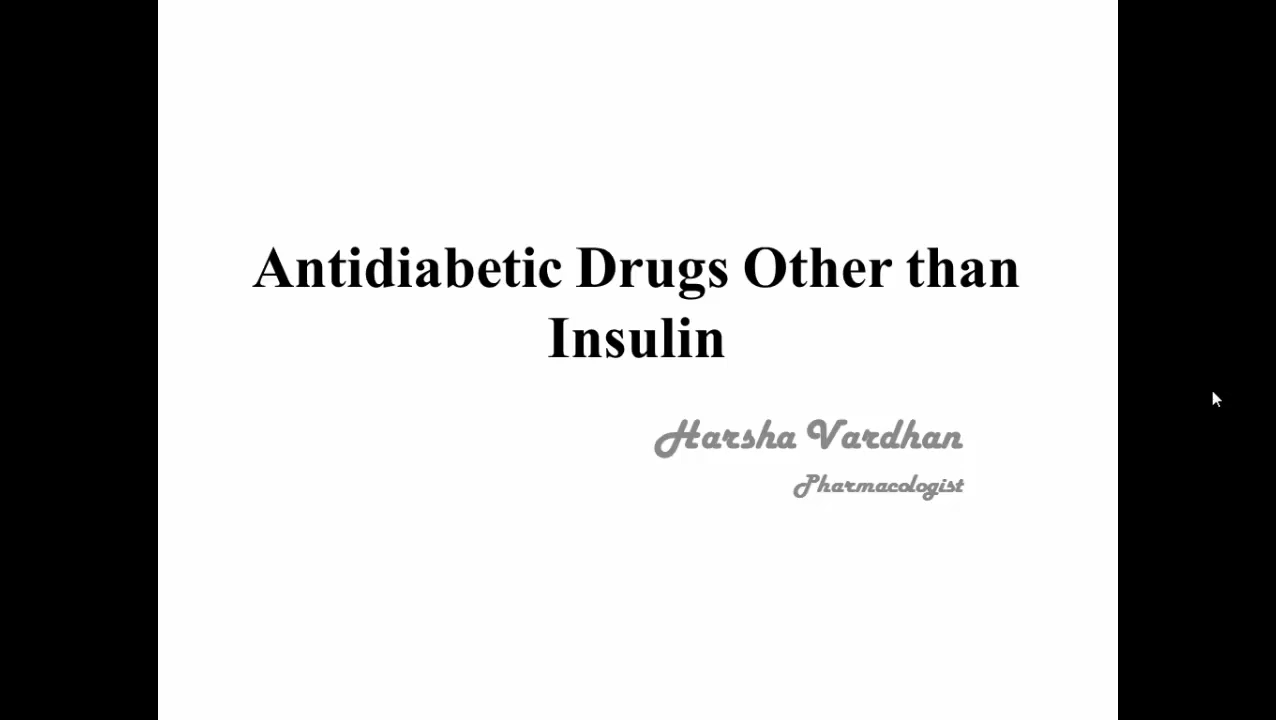 Antidiabetic Drugs Other than
Insulin
Harsha Vardhan
Pharmacologist